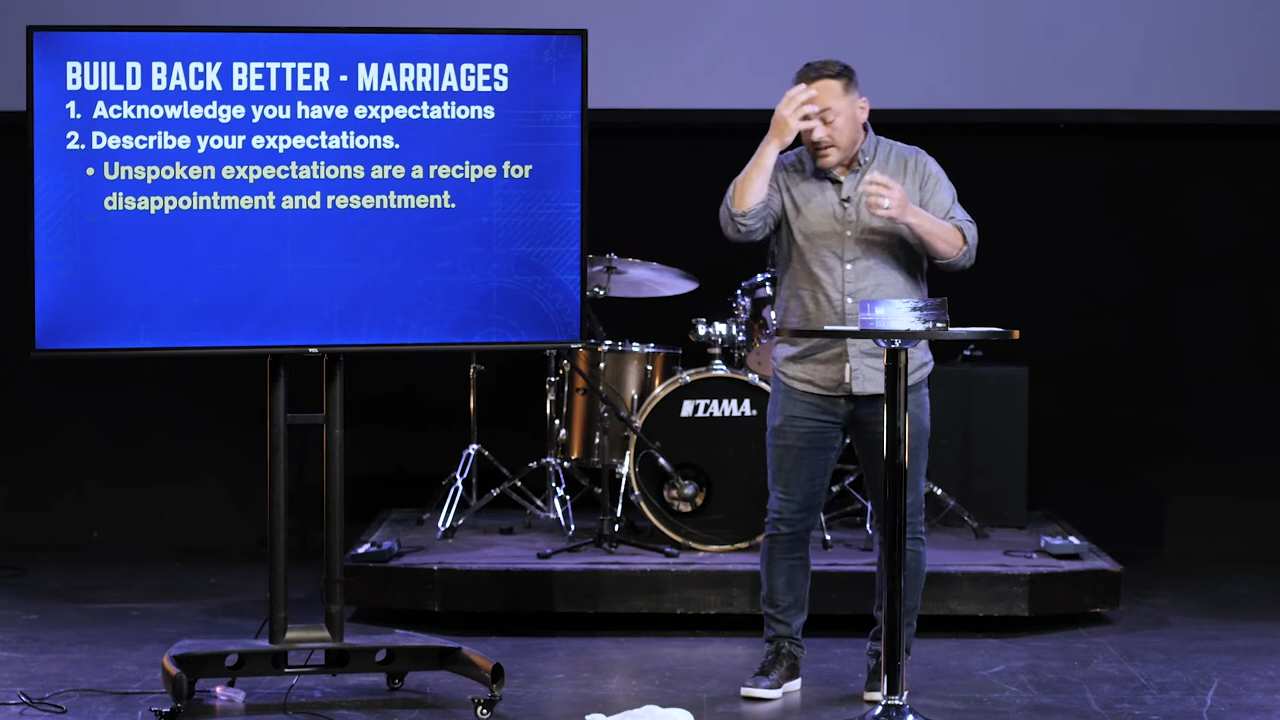 BUILD BACK BETTER - MARRIAGES
1. Acknowledge you have expectations
2. Describe your expectations.
• Unspoken expectations are a recipe for
disappointment and resentment.
TCL
TAMA.